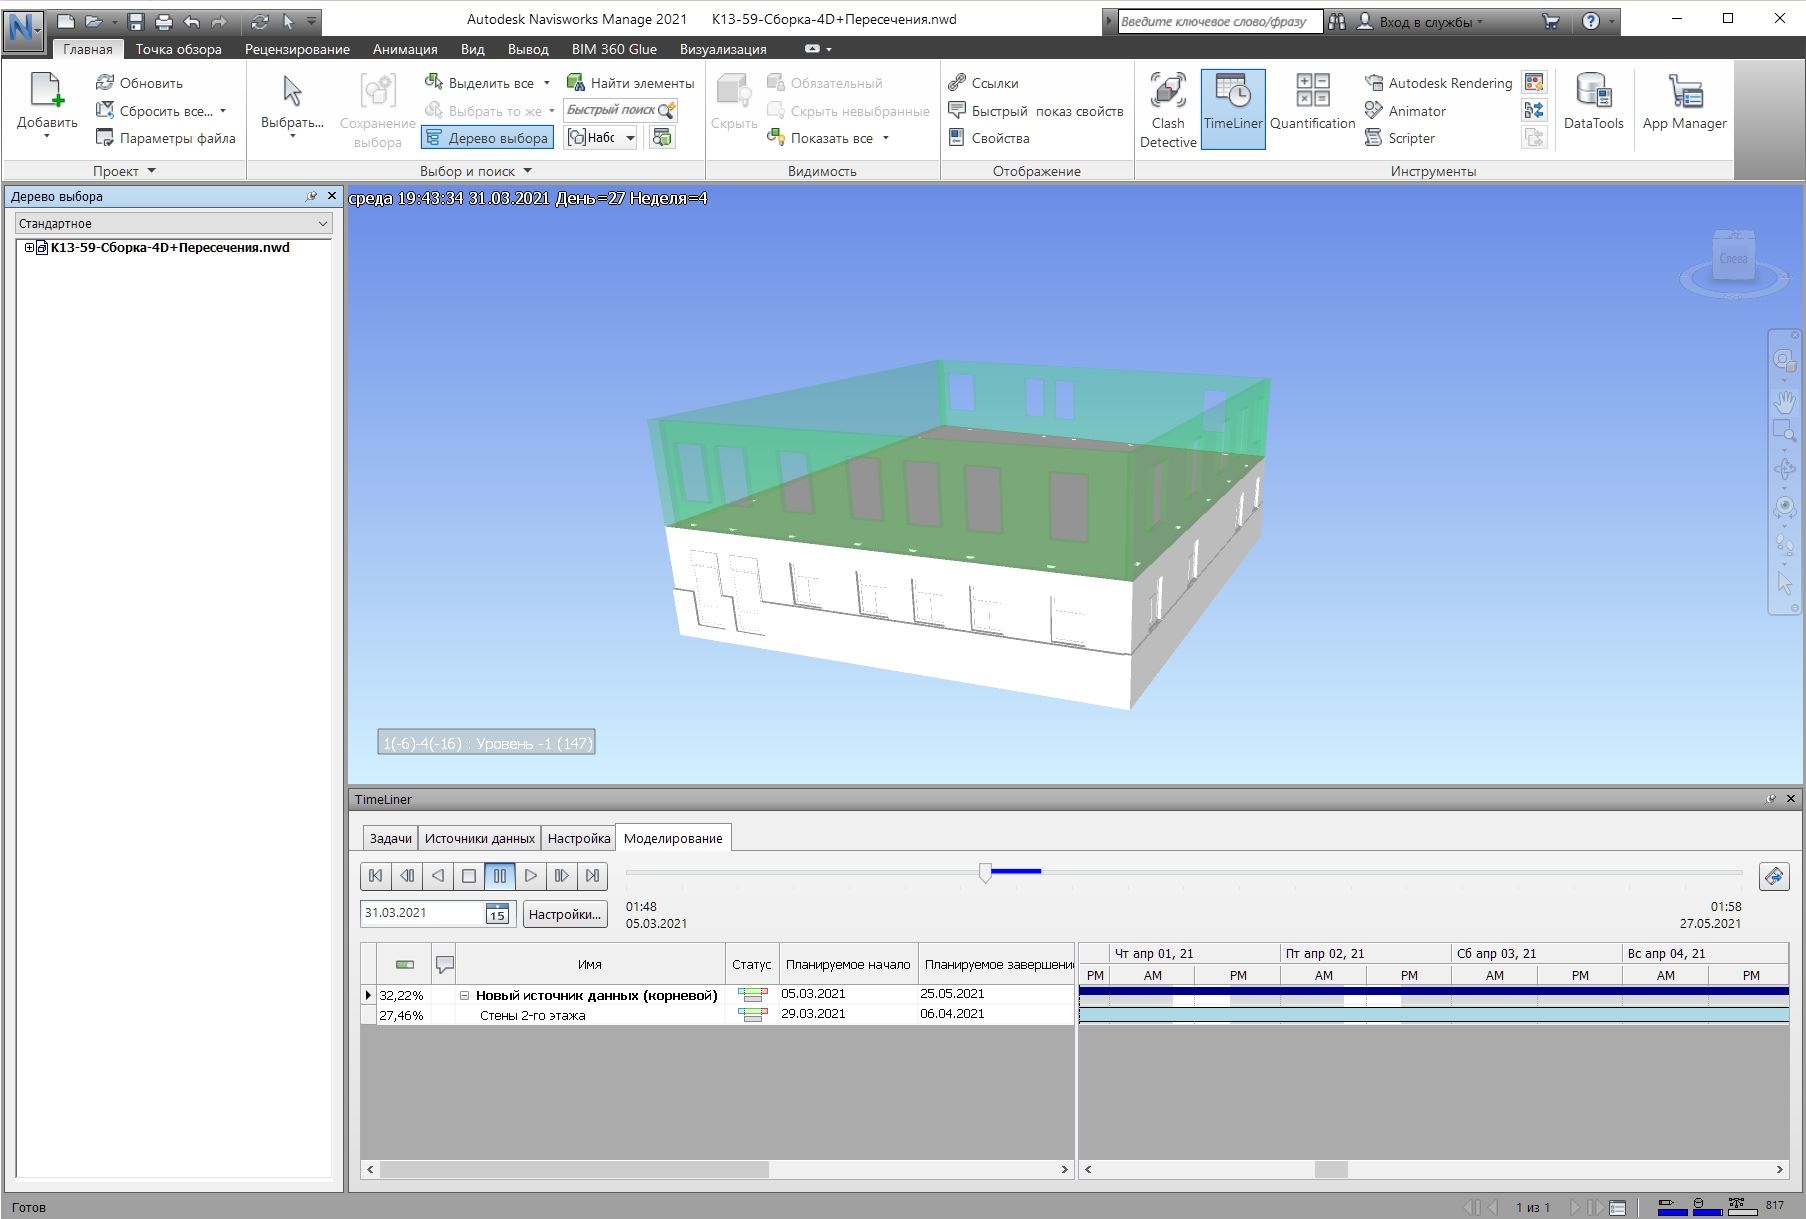 Autodesk Navisworks Manage 2021 К13-59-Сборка-4D+Пересечения.nwd
Введите ключевое слово/фразу
Вход в службы
Главная Точка обзора Рецензирование Анимация Вид Вывод BIM 360 Glue Визуализация
Добавить
Обновить
Сбросить все...
Параметры файла
Проект
Выбрать...
Сохранение выбора
Выделить все
Выбрать то же
Дерево выбора
Найти элементы
Быстрый поиск
Набс
Выбор и поиск
Скрыть
Обязательный
Скрыть невыбранные
Показать все
Видимость
Ссылки
Быстрый показ свойств
Свойства
Отображение
Clash
Detective
TimeLiner
Quantification
Autodesk Rendering
Animator
Scripter
DataTools
App Manager
Инструменты
Дерево выбора
Стандартное
К13-59-Сборка-4D+Пересечения.nwd
среда 19:43:34 31.03.2021 День=27 Неделя=4
Слева
1(-6)-4(-16) : Уровень -1 (147)
TimeLiner
Задачи Источники данных Настройка Моделирование
31.03.2021 15 Настройки...
01:48
05.03.2021
01:58
27.05.2021
Имя Статус Планируемое начало Планируемое завершени
32,22% Новый источник данных (корневой) 05.03.2021 25.05.2021
27,46% Стены 2-го этажа 29.03.2021 06.04.2021
Чт апр 01, 21 Пт апр 02, 21 Сб апр 03, 21 Вс апр 04, 21
PM AM PM AM PM AM PM AM PM
Готов
1 из 1
817